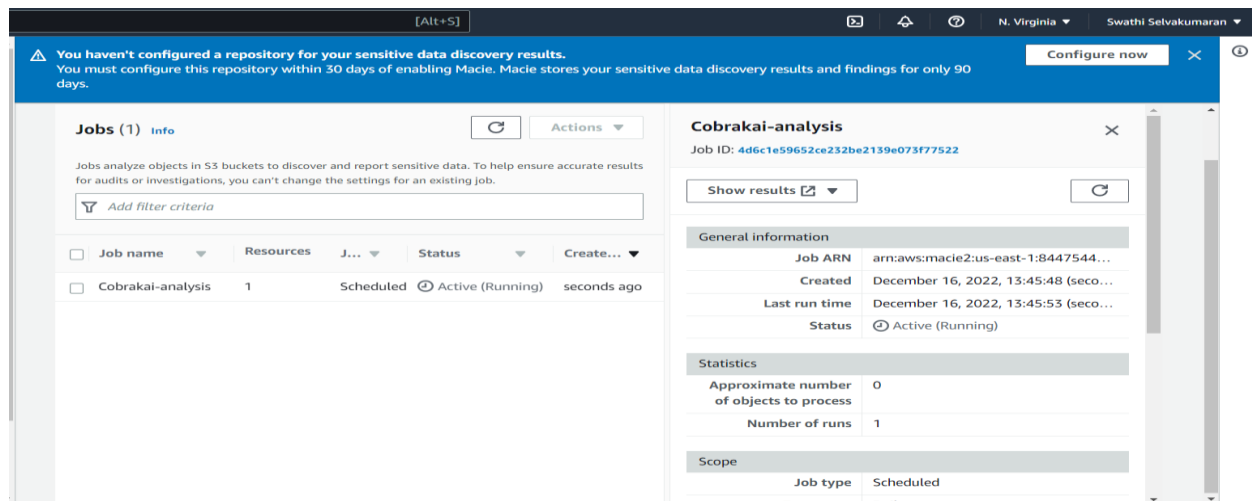 [Alt+S]
N. Virginia
Swathi Selvakumaran
You haven't configured a repository for your sensitive data discovery results.
You must configure this repository within 30 days of enabling Macie. Macie stores your sensitive data discovery results and findings for only 90
days.
Configure now
Jobs (1) Info
Actions
Jobs analyze objects in S3 buckets to discover and report sensitive data. To help ensure accurate results
for audits or investigations, you can't change the settings for an existing job.
Add filter criteria
Job name Resources J... Status Create...
Cobrakai-analysis 1 Scheduled Active (Running) seconds ago
Cobrakai-analysis
Job ID: 4d6c1e59652ce232be2139e073f77522
Show results
General information
Job ARN arn:aws:macie2:us-east-1:8447544...
Created December 16, 2022, 13:45:48 (seco...
Last run time December 16, 2022, 13:45:53 (seco...
Status Active (Running)
Statistics
Approximate number 0
of objects to process
Number of runs 1
Scope
Job type Scheduled